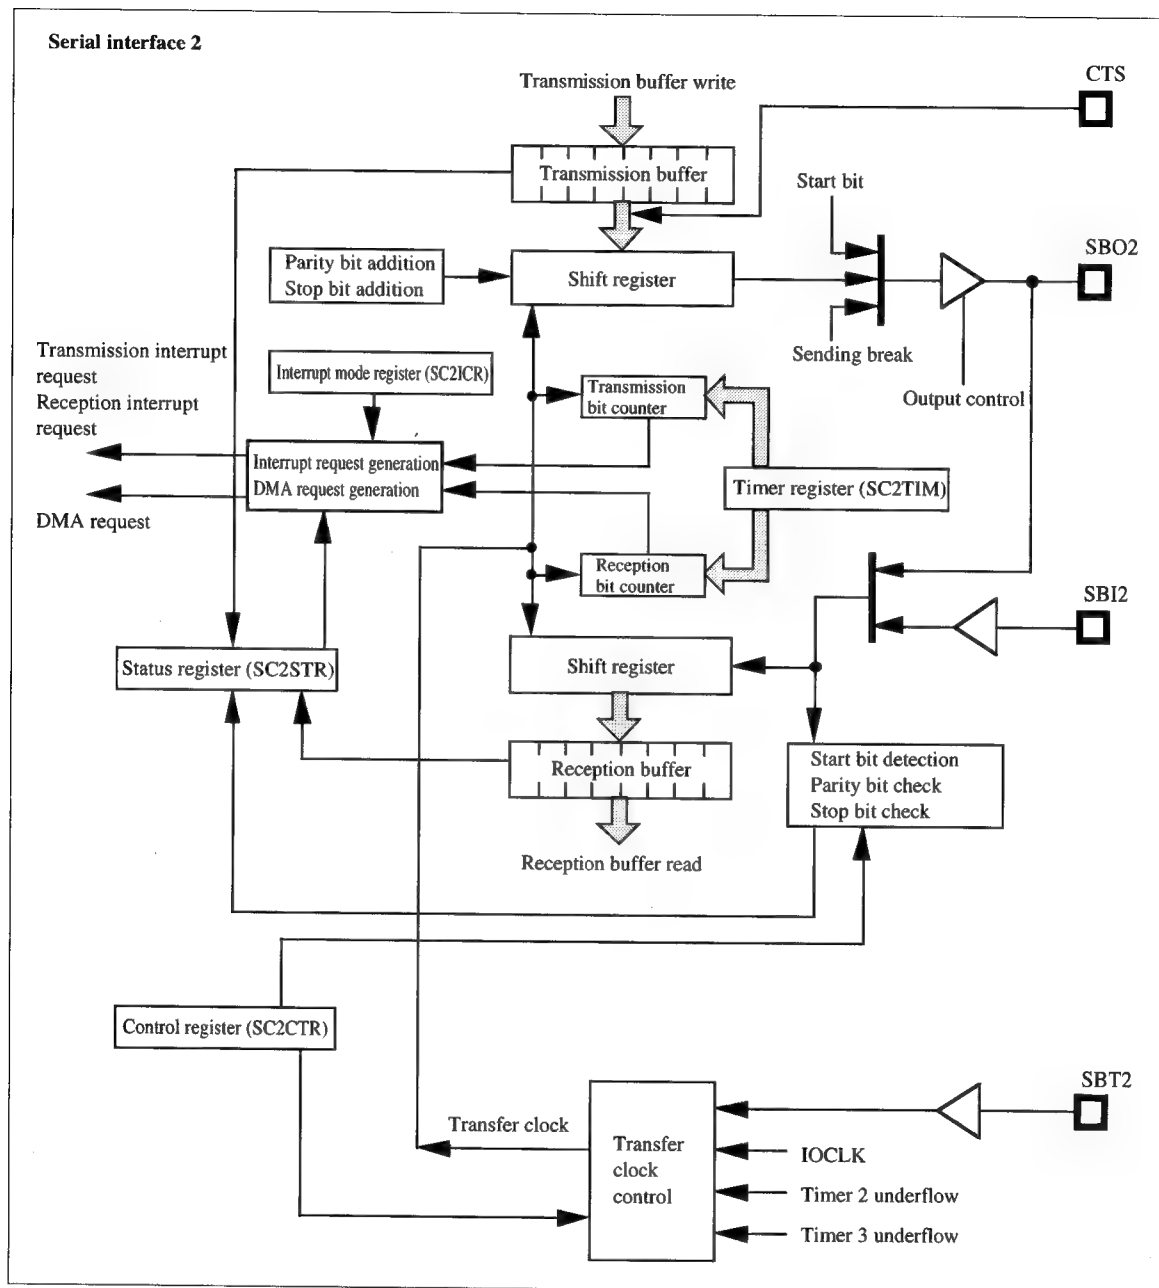 Serial interface 2
CTS
Transmission buffer write
Transmission buffer
Start bit
SBO2
Parity bit addition
Stop bit addition
Shift register
Sending break
Output control
Transmission interrupt
request
Reception interrupt
request
Interrupt mode register (SC2ICR)
Transmission
bit counter
Interrupt request generation
DMA request generation
Timer register (SC2TIM)
DMA request
Reception
bit counter
SBI2
Status register (SC2STR)
Shift register
Reception buffer
Start bit detection
Parity bit check
Stop bit check
Reception buffer read
Control register (SC2CTR)
SBT2
Transfer clock
Transfer
clock
control
IOCLK
Timer 2 underflow
Timer 3 underflow